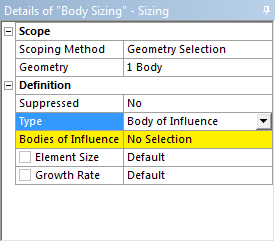 Details of "Body Sizing" - Sizing
Scope
Scoping Method Geometry Selection
Geometry 1 Body
Definition
Suppressed No
Type Body of Influence
Bodies of Influence No Selection
Element Size Default
Growth Rate Default